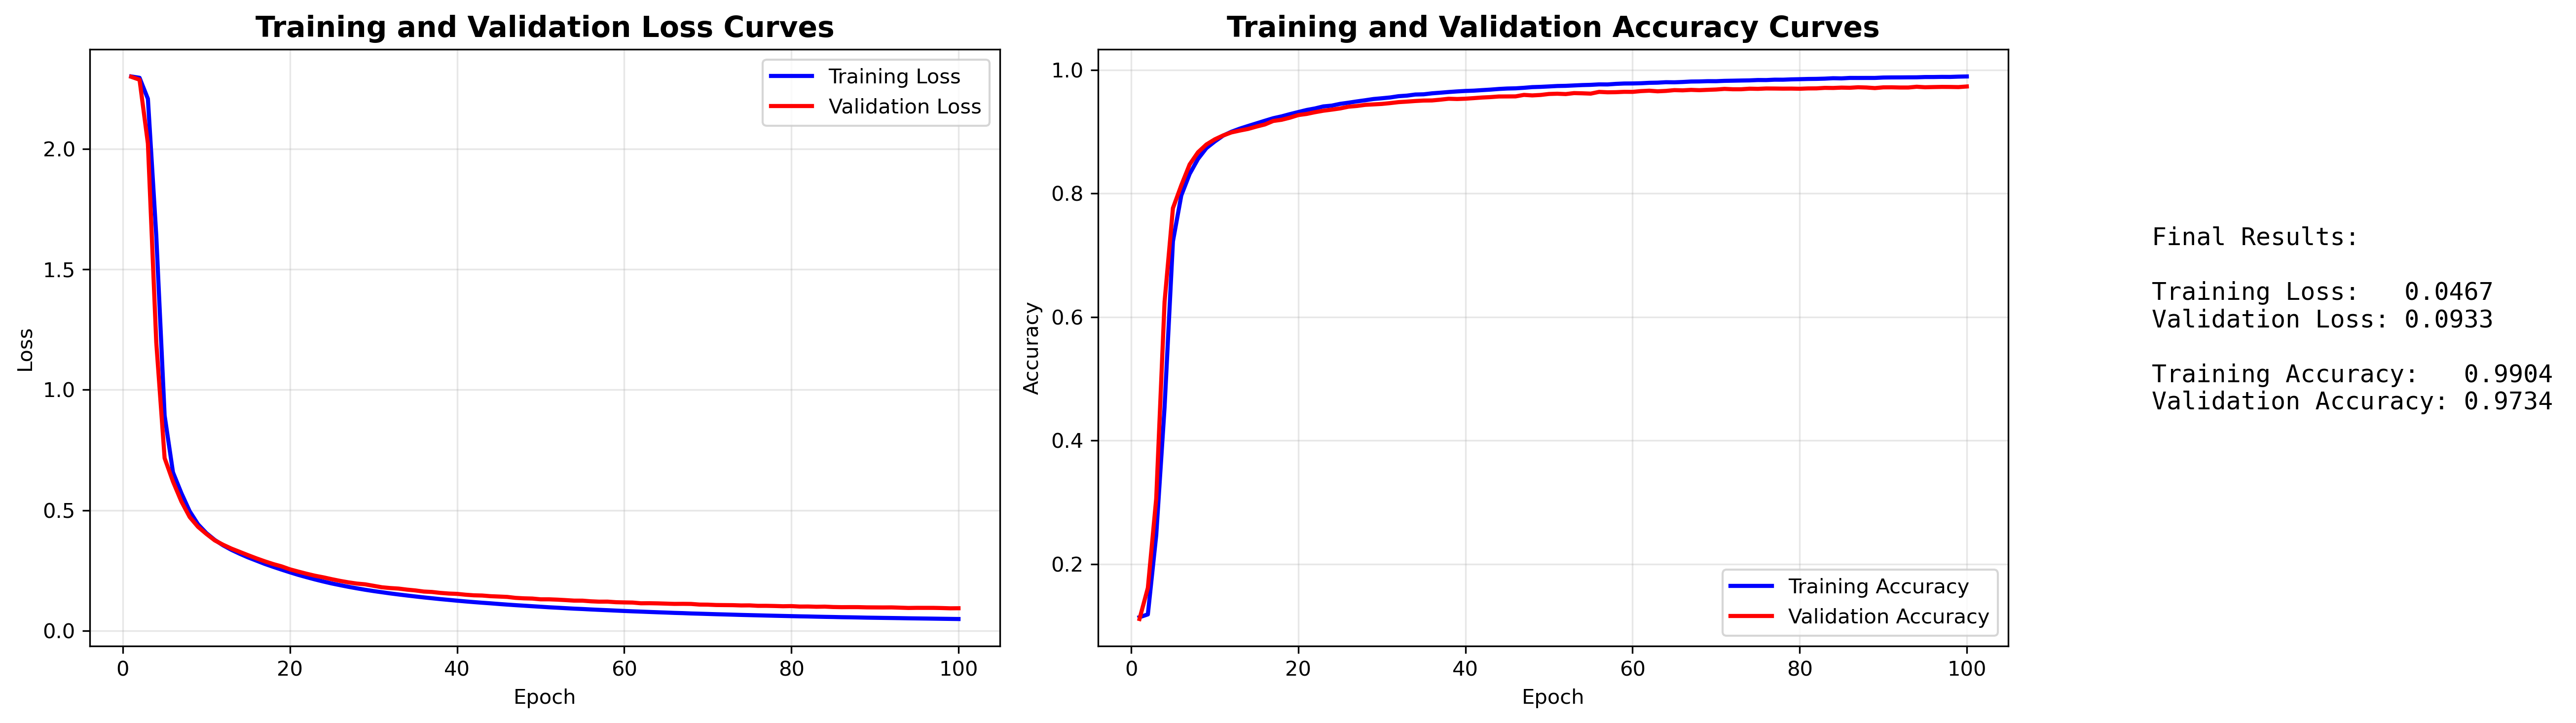 Training and Validation Loss Curves
Training Loss
Validation Loss
2.0
1.5
1.0
0.5
0.0
Loss
0 20 40 60 80 100
Epoch
Training and Validation Accuracy Curves
1.0
0.8
0.6
0.4
0.2
Accuracy
Training Accuracy
Validation Accuracy
0 20 40 60 80 100
Epoch
Final Results:
Training Loss: 0.0467
Validation Loss: 0.0933
Training Accuracy: 0.9904
Validation Accuracy: 0.9734